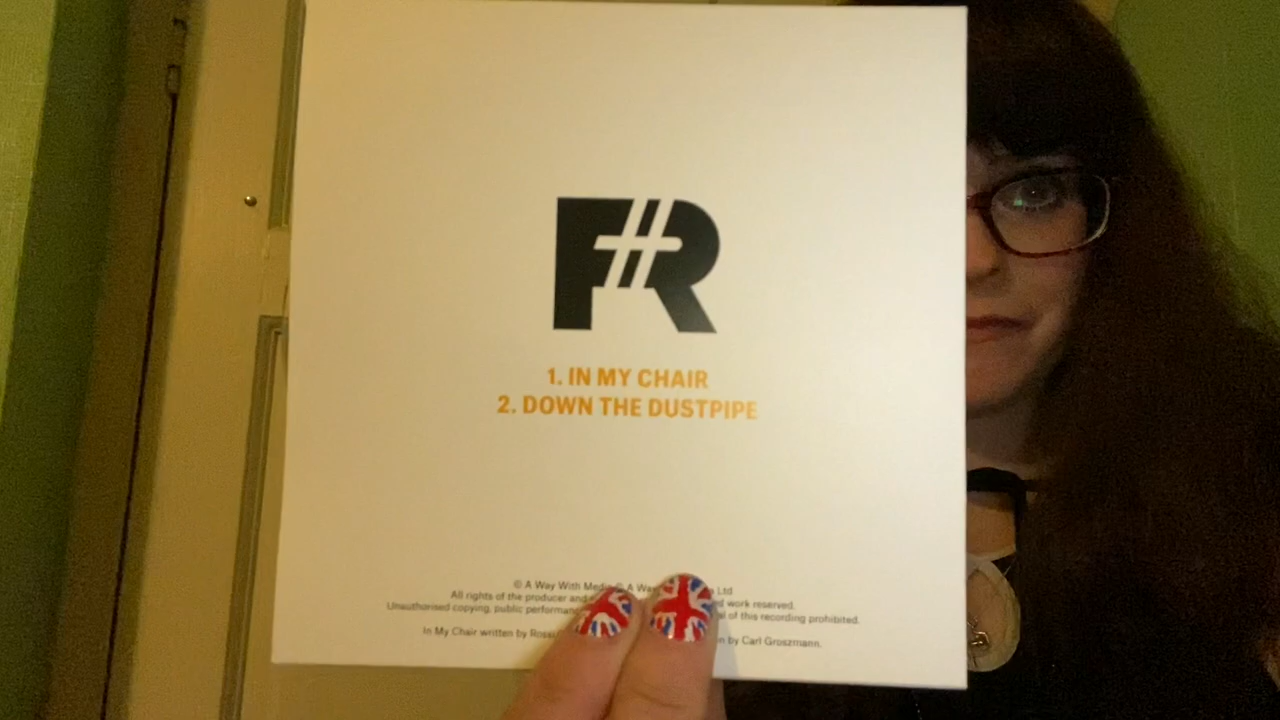 F#R
1. IN MY CHAIR
2. DOWN THE DUSTPIPE
© A Way With Media ℗ A Way Ltd
All rights of the producer and work reserved.
Unauthorised copying, public of this recording prohibited.
In My Chair written by by Carl Groszmann.